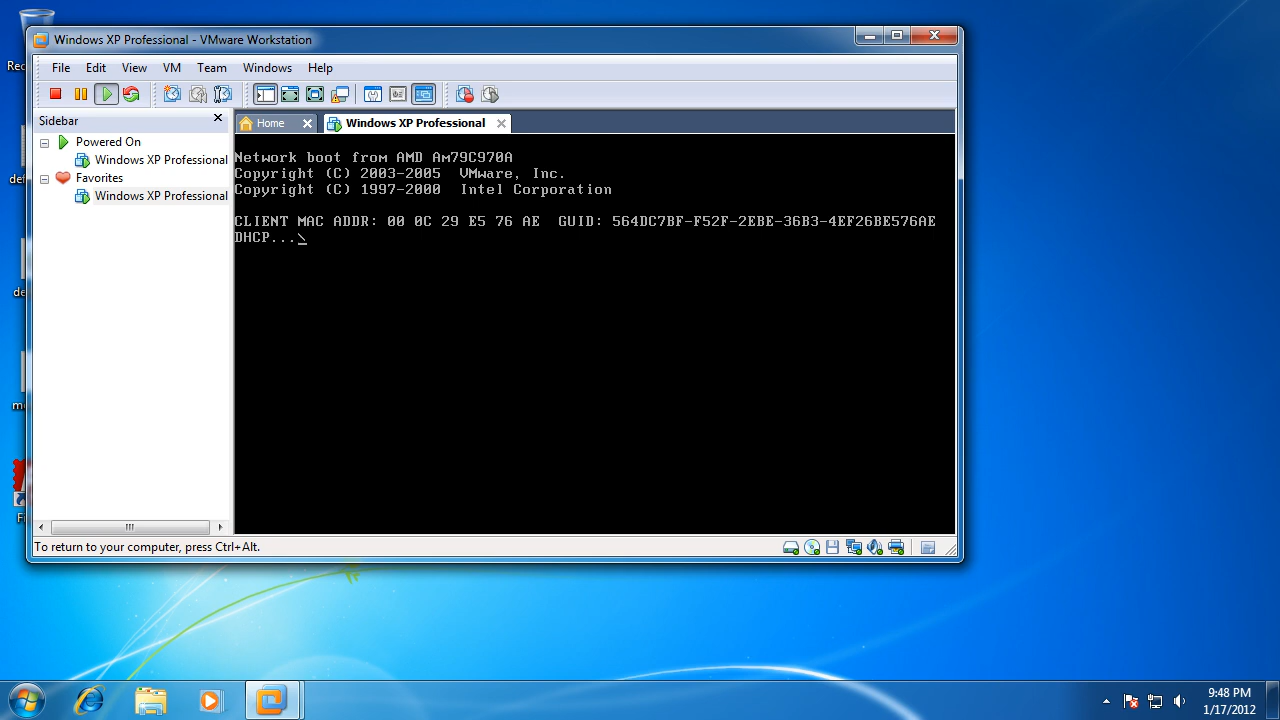 Windows XP Professional - VMware Workstation
File Edit View VM Team Windows Help
Sidebar
Home
Windows XP Professional
Powered On
Windows XP Professional
Favorites
Windows XP Professional
Network boot from AMD Am79C970A
Copyright (C) 2003-2005 VMware, Inc.
Copyright (C) 1997-2000 Intel Corporation
CLIENT MAC ADDR: 00 0C 29 E5 76 AE GUID: 564DC7BF-F52F-2EBE-36B3-4EF26BE576AE
DHCP...\
To return to your computer, press Ctrl+Alt.
9:48 PM
1/17/2012